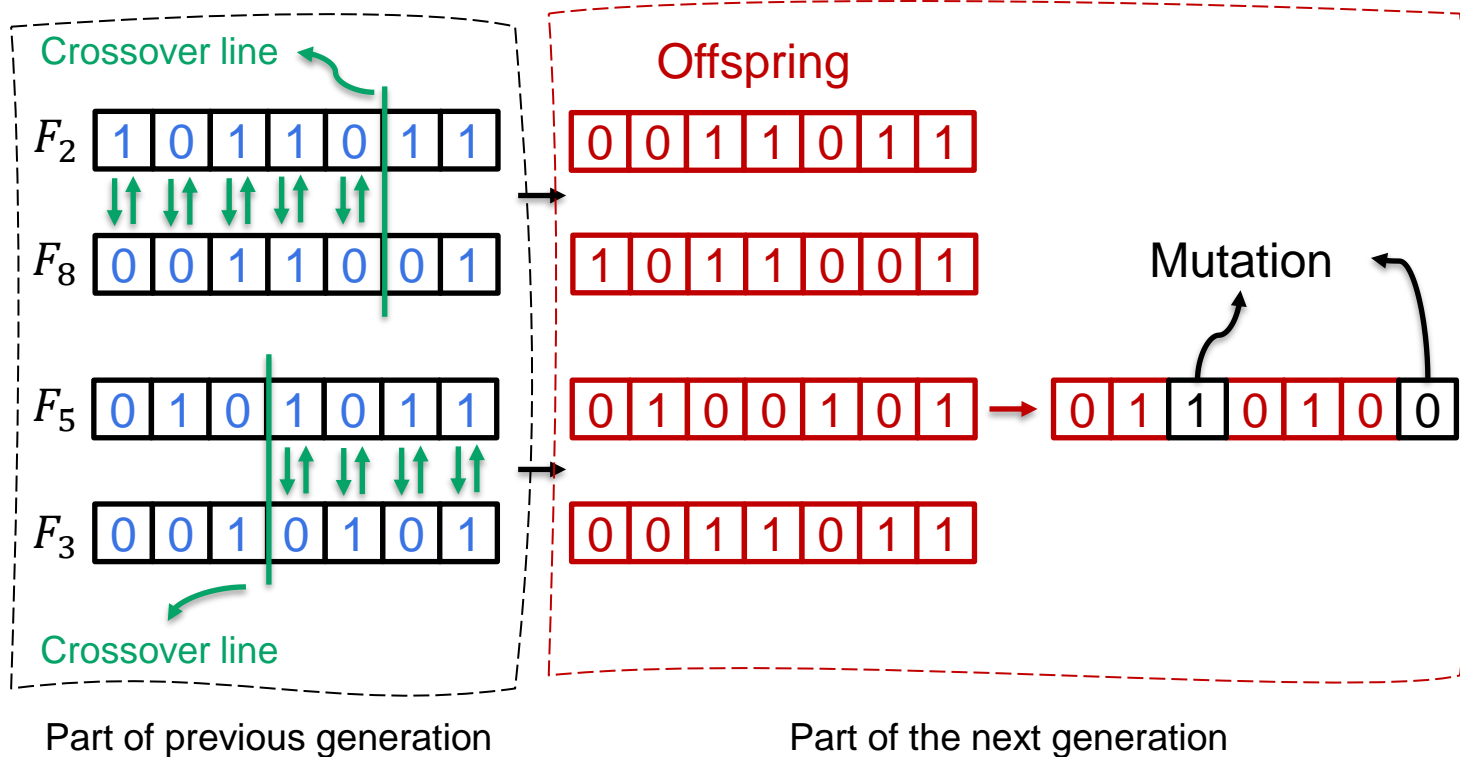 Crossover line
Offspring
F₂ 1 0 1 1 0 1 1
0 0 1 1 0 1 1
F₈ 0 0 1 1 0 0 1
1 0 1 1 0 0 1
Mutation
F₅ 0 1 0 1 0 1 1
0 1 0 0 1 0 1
0 1 1 0 1 0 0
F₃ 0 0 1 0 1 0 1
0 0 1 1 0 1 1
Crossover line
Part of previous generation
Part of the next generation